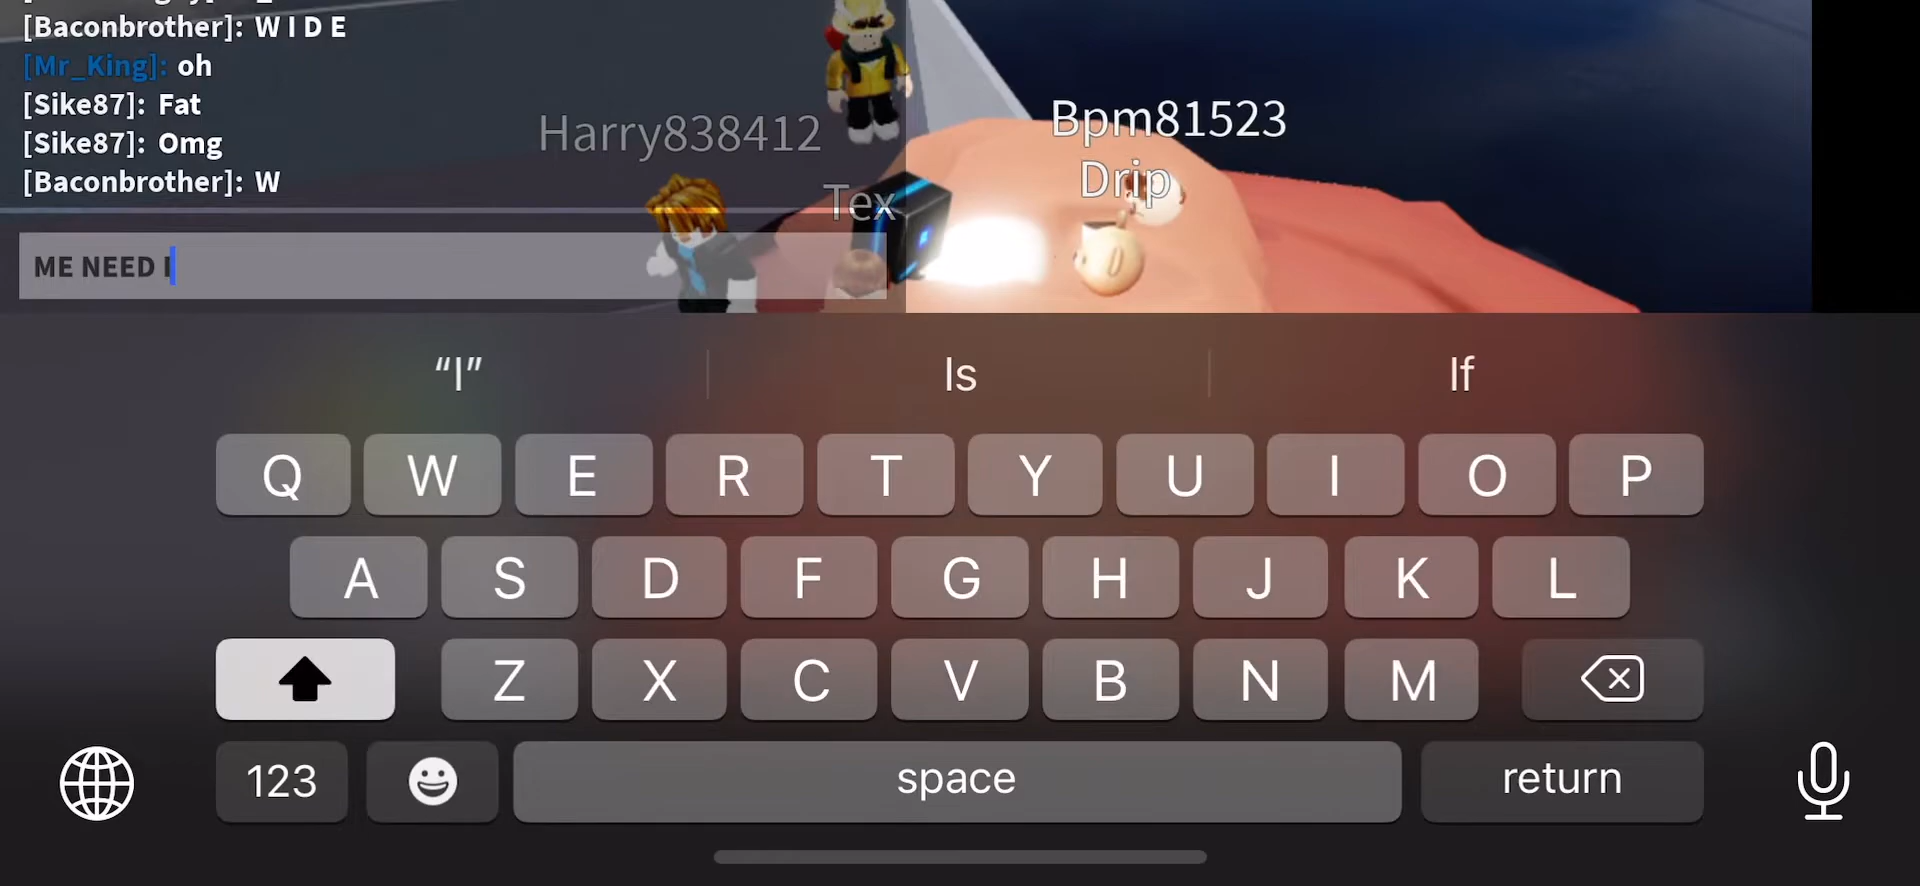 [Baconbrother]: W I D E
[Mr_King]: oh
[Sike87]: Fat
[Sike87]: Omg
[Baconbrother]: W
Harry838412
Bpm81523
Drip
Tex
ME NEED I
“I” Is If
Q W E R T Y U I O P
A S D F G H J K L
Z X C V B N M
123 space return